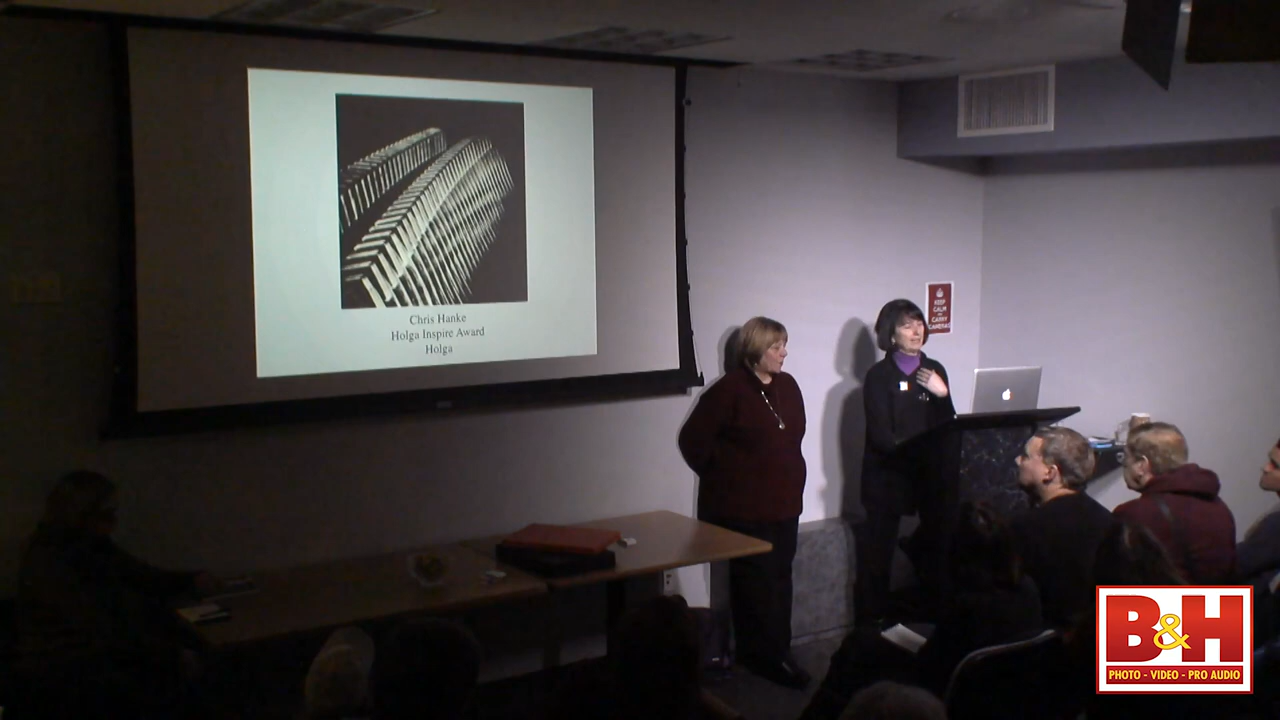 Chris Hanke
Holga Inspire Award
Holga
KEEP
CALM
AND
CARRY
CAMERAS
B&H
PHOTO - VIDEO - PRO AUDIO